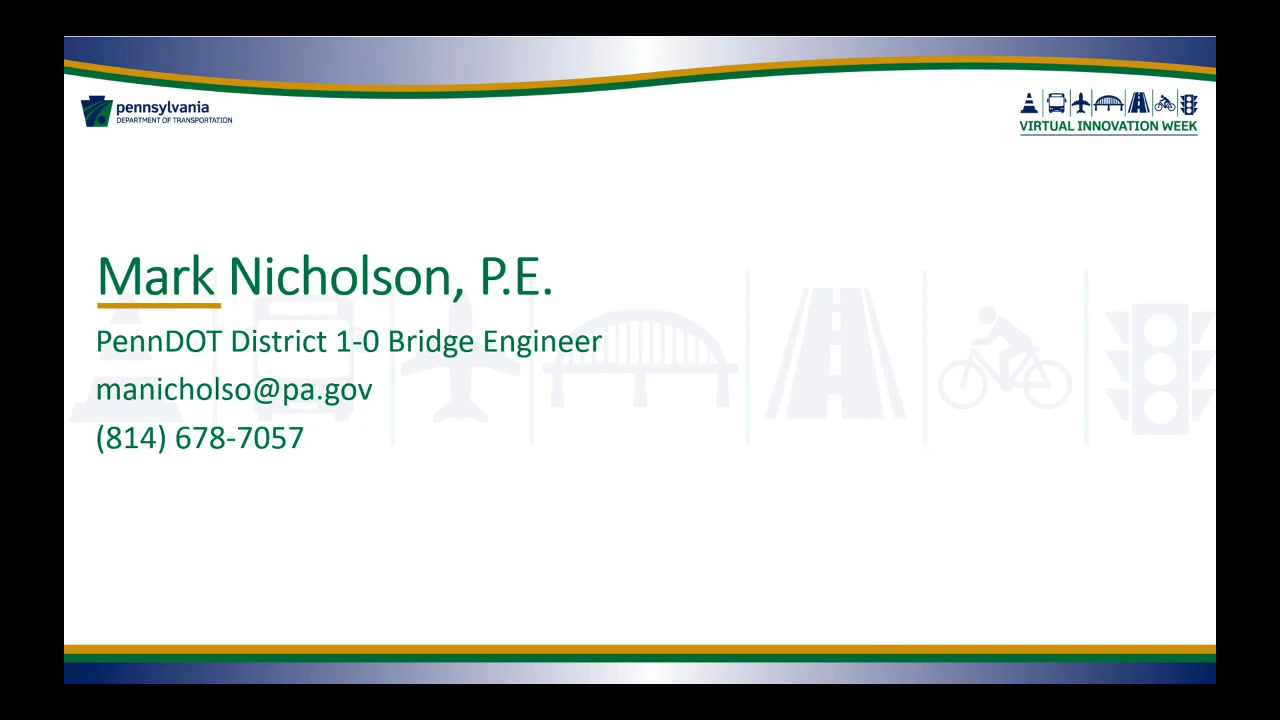 pennsylvania
DEPARTMENT OF TRANSPORTATION
VIRTUAL INNOVATION WEEK
Mark Nicholson, P.E.
PennDOT District 1-0 Bridge Engineer
manicholso@pa.gov
(814) 678-7057